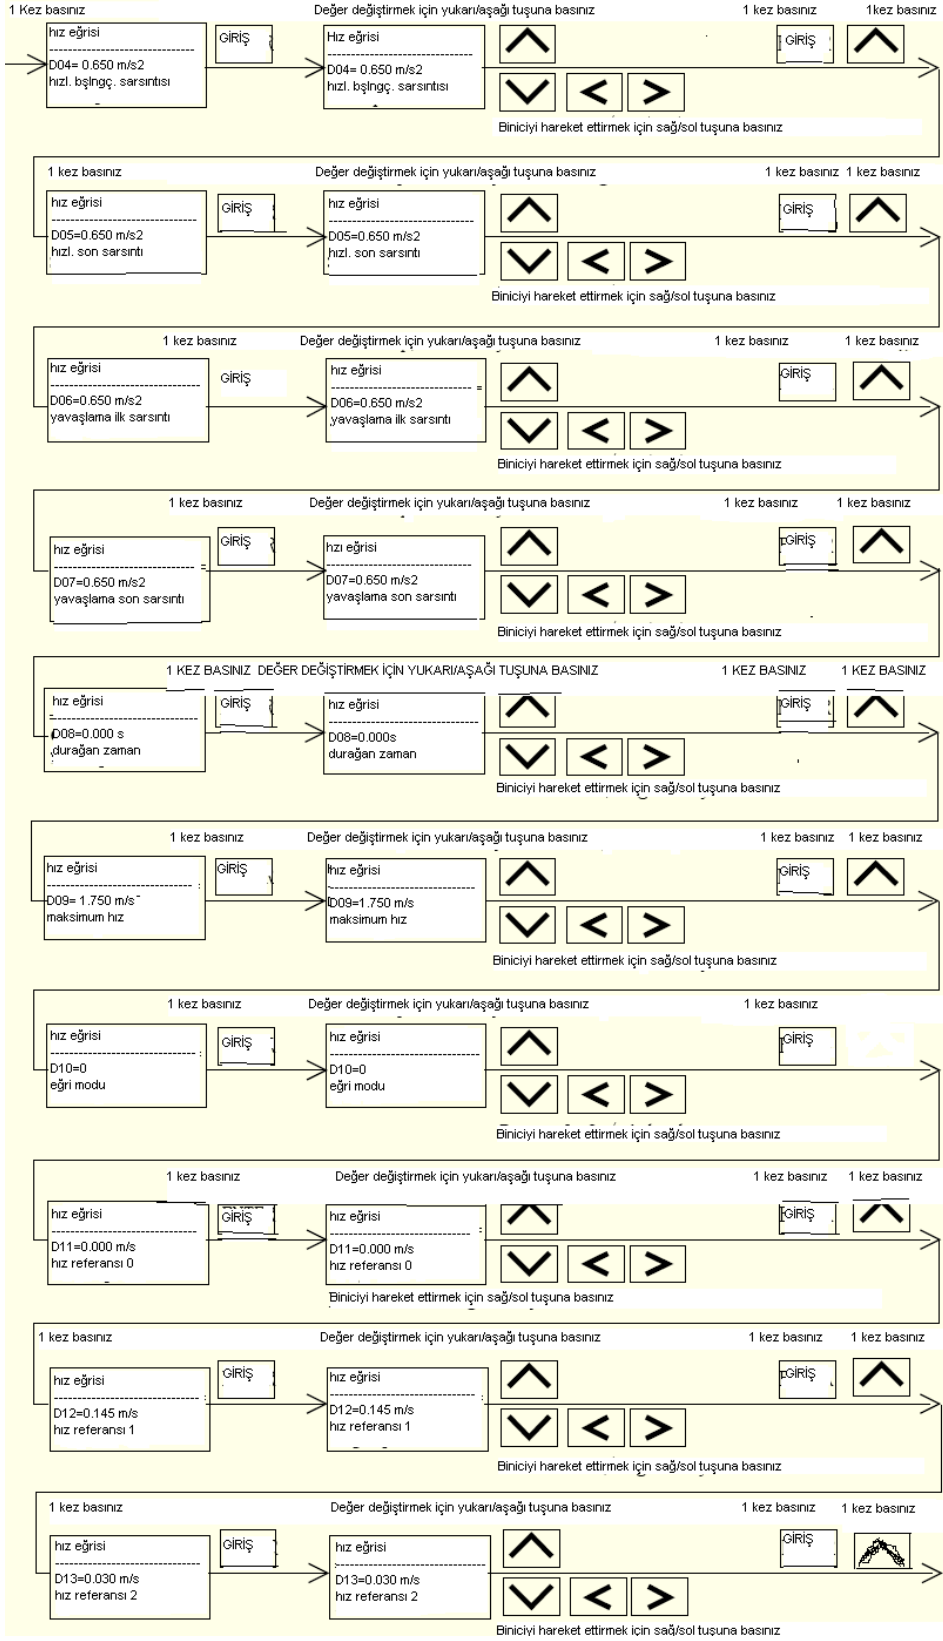 1 Kez basınız Değer değiştirmek için yukarı/aşağı tuşuna basınız 1 kez basınız 1kez basınız
hız eğrisi GİRİŞ Hız eğrisi GİRİŞ
D04= 0.650 m/s2 D04= 0.650 m/s2
hızl. bşlngç. sarsıntısı hızl. bşlngç. sarsıntısı
Biniciyi hareket ettirmek için sağ/sol tuşuna basınız
1 kez basınız Değer değiştirmek için yukarı/aşağı tuşuna basınız 1 kez basınız 1 kez basınız
hız eğrisi GİRİŞ hız eğrisi GİRİŞ
D05=0.650 m/s2 D05=0.650 m/s2
hızl. son sarsıntı hızl. son sarsıntı
Biniciyi hareket ettirmek için sağ/sol tuşuna basınız
1 kez basınız Değer değiştirmek için yukarı/aşağı tuşuna basınız 1 kez basınız 1 kez basınız
hız eğrisi GİRİŞ hız eğrisi GİRİŞ
D06=0.650 m/s2 D06=0.650 m/s2
yavaşlama ilk sarsıntı yavaşlama ilk sarsıntı
Biniciyi hareket ettirmek için sağ/sol tuşuna basınız
1 kez basınız Değer değiştirmek için yukarı/aşağı tuşuna basınız 1 kez basınız 1 kez basınız
hız eğrisi GİRİŞ hzı eğrisi GİRİŞ
D07=0.650 m/s2 D07=0.650 m/s2
yavaşlama son sarsıntı yavaşlama son sarsıntı
Biniciyi hareket ettirmek için sağ/sol tuşuna basınız
1 KEZ BASINIZ DEĞER DEĞİŞTİRMEK İÇİN YUKARI/AŞAĞI TUŞUNA BASINIZ 1 KEZ BASINIZ 1 KEZ BASINIZ
hız eğrisi GİRİŞ hız eğrisi GİRİŞ
D08=0.000 s D08=0.000s
durağan zaman durağan zaman
Biniciyi hareket ettirmek için sağ/sol tuşuna basınız
1 kez basınız Değer değiştirmek için yukarı/aşağı tuşuna basınız 1 kez basınız 1 kez basınız
hız eğrisi GİRİŞ hız eğrisi GİRİŞ
D09= 1.750 m/s D09=1.750 m/s
maksimum hız maksimum hız
Biniciyi hareket ettirmek için sağ/sol tuşuna basınız
1 kez basınız Değer değiştirmek için yukarı/aşağı tuşuna basınız 1 kez basınız
hız eğrisi GİRİŞ hız eğrisi GİRİŞ
D10=0 D10=0
eğri modu eğri modu
Biniciyi hareket ettirmek için sağ/sol tuşuna basınız
1 kez basınız Değer değiştirmek için yukarı/aşağı tuşuna basınız 1 kez basınız 1 kez basınız
hız eğrisi GİRİŞ hız eğrisi GİRİŞ
D11=0.000 m/s D11=0.000 m/s
hız referansı 0 hız referansı 0
Biniciyi hareket ettirmek için sağ/sol tuşuna basınız
1 kez basınız Değer değiştirmek için yukarı/aşağı tuşuna basınız 1 kez basınız 1 kez basınız
hız eğrisi GİRİŞ hız eğrisi GİRİŞ
D12=0.145 m/s D12=0.145 m/s
hız referansı 1 hız referansı 1
Biniciyi hareket ettirmek için sağ/sol tuşuna basınız
1 kez basınız Değer değiştirmek için yukarı/aşağı tuşuna basınız 1 kez basınız 1 kez basınız
hız eğrisi GİRİŞ hız eğrisi GİRİŞ
D13=0.030 m/s D13=0.030 m/s
hız referansı 2 hız referansı 2
Biniciyi hareket ettirmek için sağ/sol tuşuna basınız